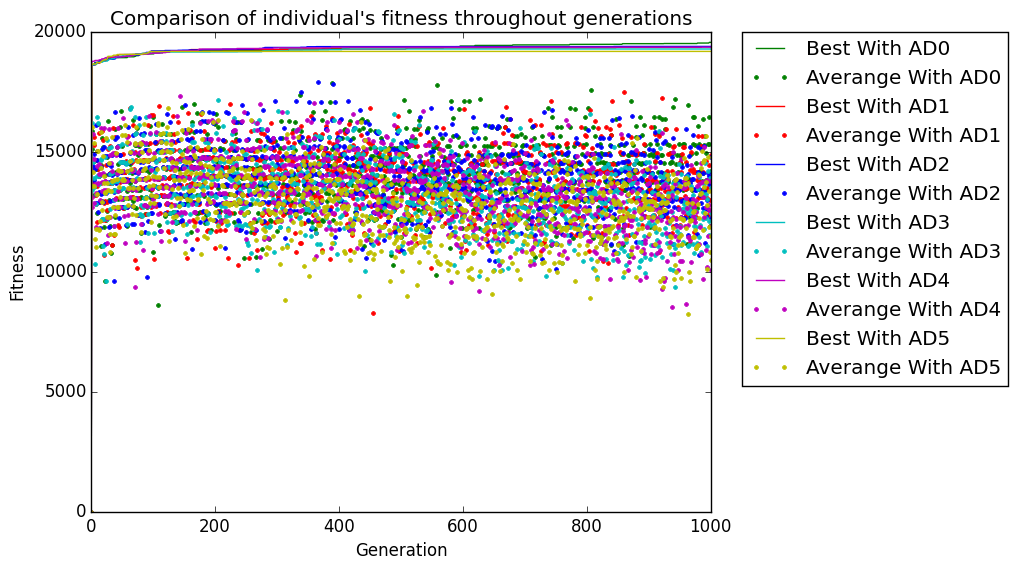 Comparison of individual's fitness throughout generations
20000
15000
10000
5000
0
Fitness
0 200 400 600 800 1000
Generation
Best With AD0
Averange With AD0
Best With AD1
Averange With AD1
Best With AD2
Averange With AD2
Best With AD3
Averange With AD3
Best With AD4
Averange With AD4
Best With AD5
Averange With AD5